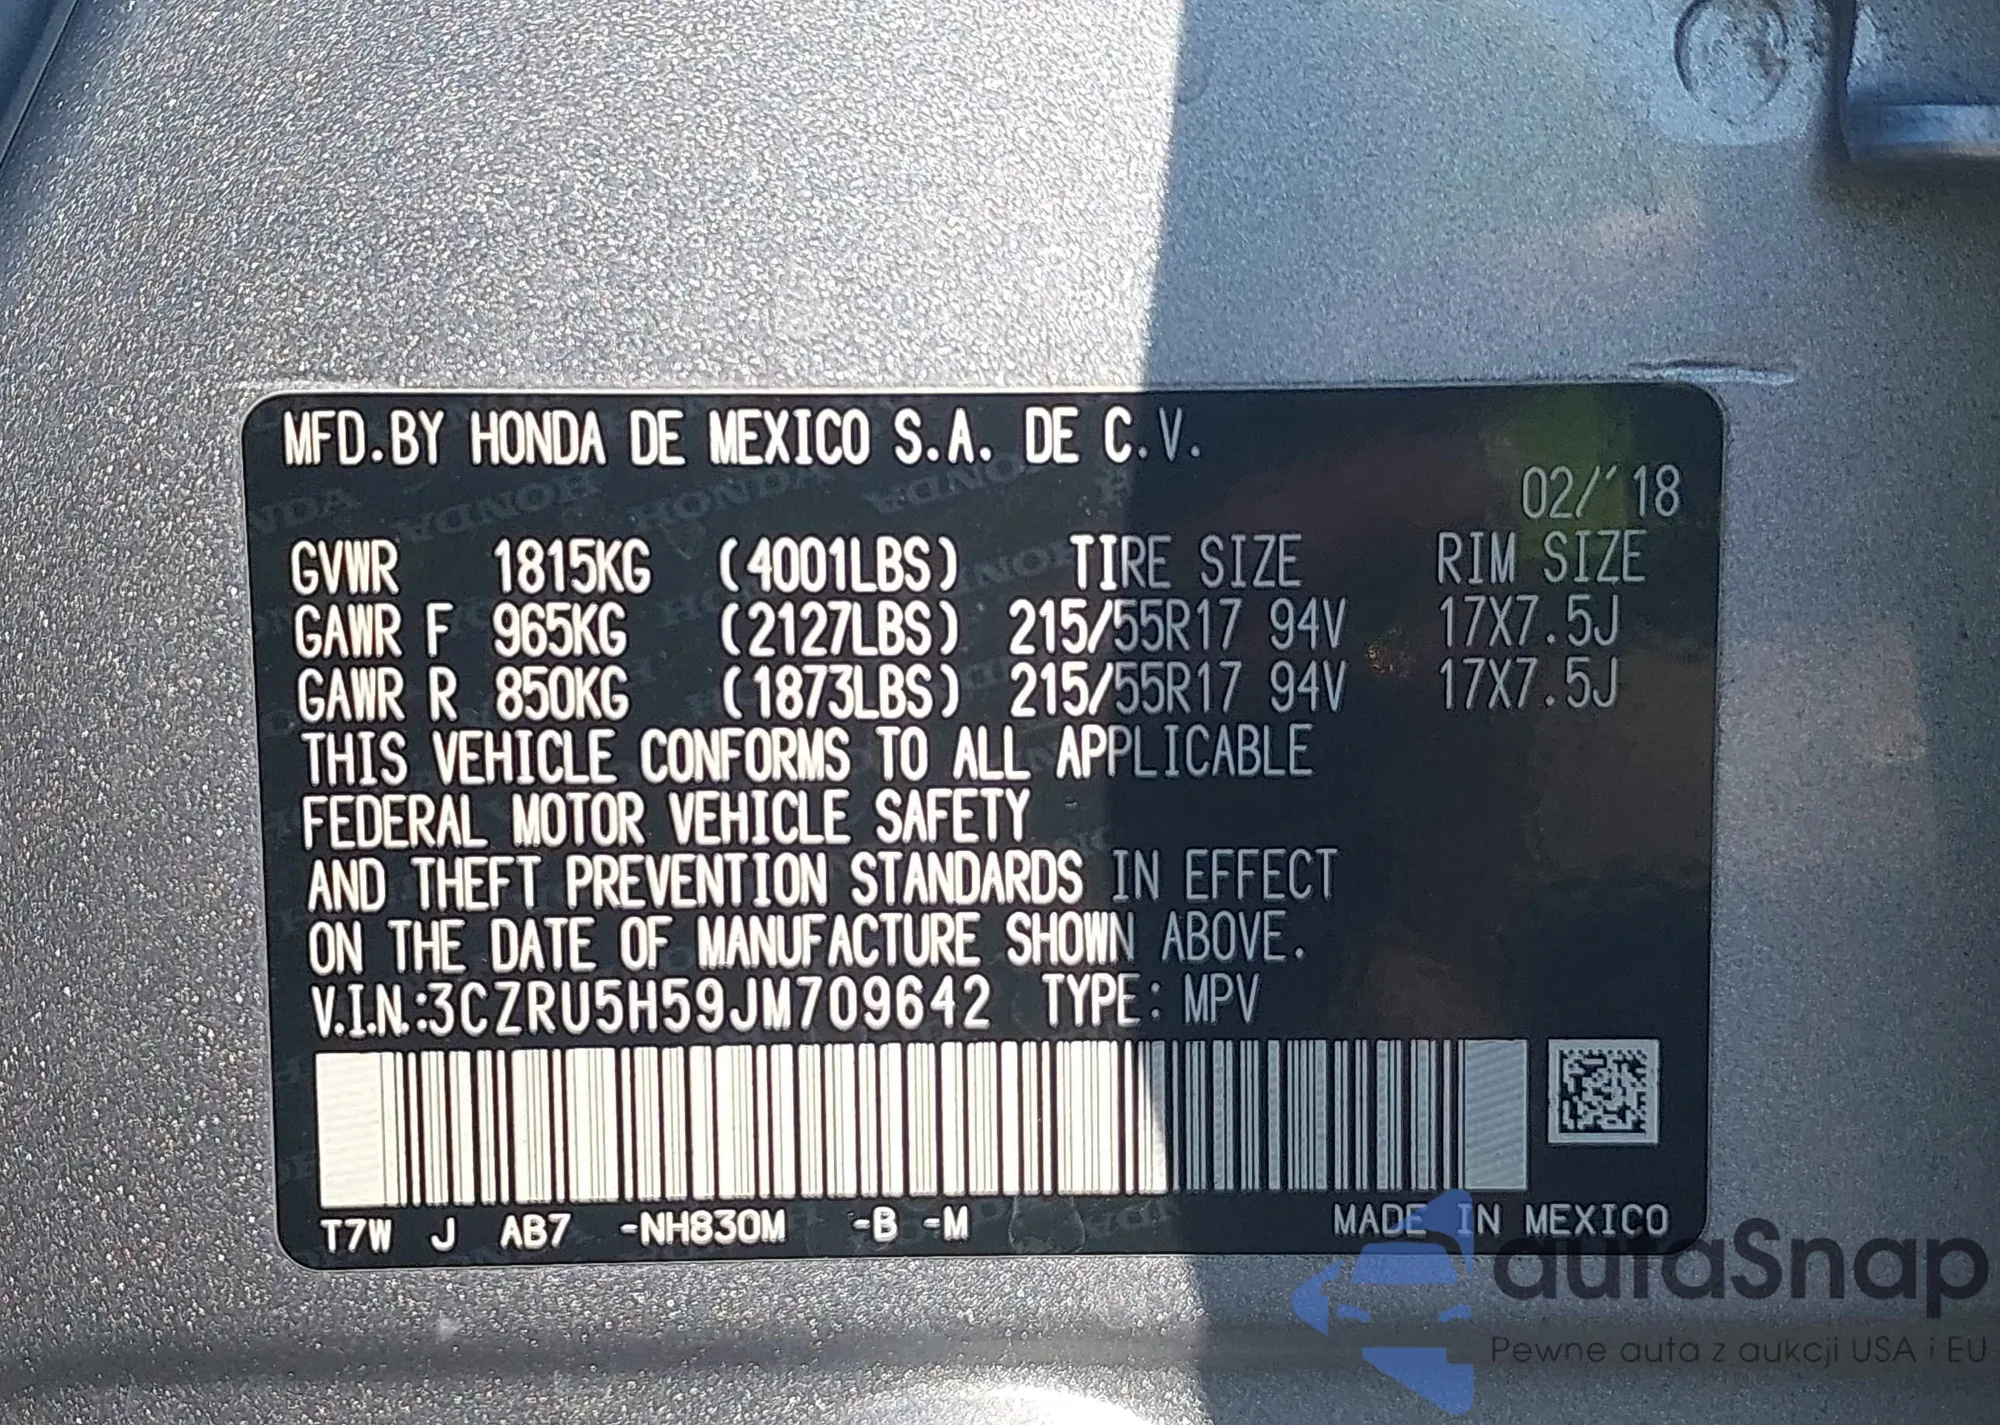 MFD.BY HONDA DE MEXICO S.A. DE C.V.
02/'18
GVWR 1815KG (4001LBS) TIRE SIZE RIM SIZE
GAWR F 965KG (2127LBS) 215/55R17 94V 17X7.5J
GAWR R 850KG (1873LBS) 215/55R17 94V 17X7.5J
THIS VEHICLE CONFORMS TO ALL APPLICABLE
FEDERAL MOTOR VEHICLE SAFETY
AND THEFT PREVENTION STANDARDS IN EFFECT
ON THE DATE OF MANUFACTURE SHOWN ABOVE.
V.I.N.:3CZRU5H59JM709642 TYPE: MPV
T7W J AB7 -NH830M -B -M MADE IN MEXICO
autaSnap
Pewne auta z aukcji USA i EU